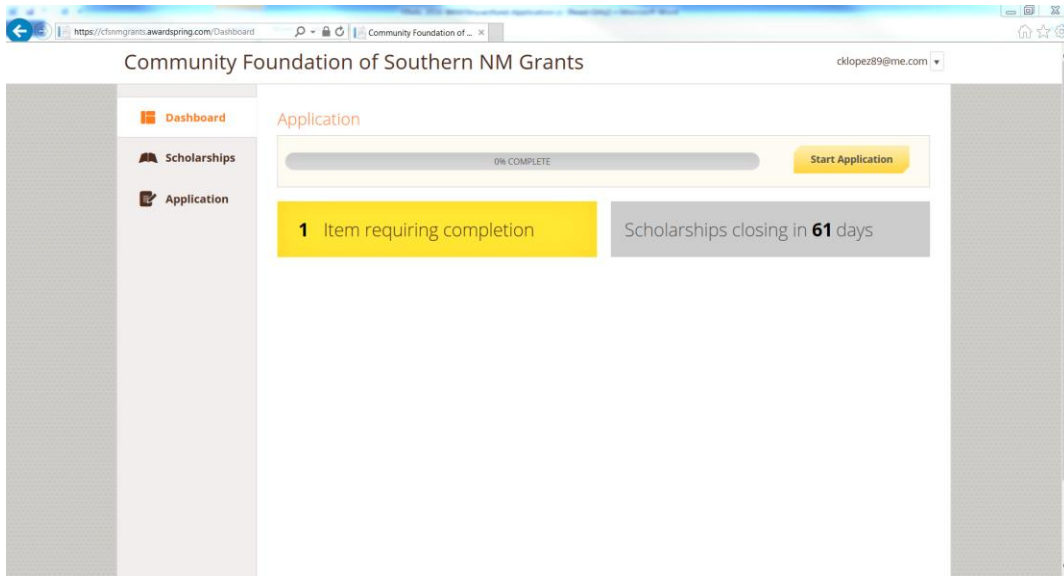 https://cfsnmgrants.awardspring.com/Dashboard
Community Foundation of ...
Community Foundation of Southern NM Grants
cklopez89@me.com
Dashboard
Scholarships
Application
Application
0% COMPLETE
Start Application
1 Item requiring completion
Scholarships closing in 61 days